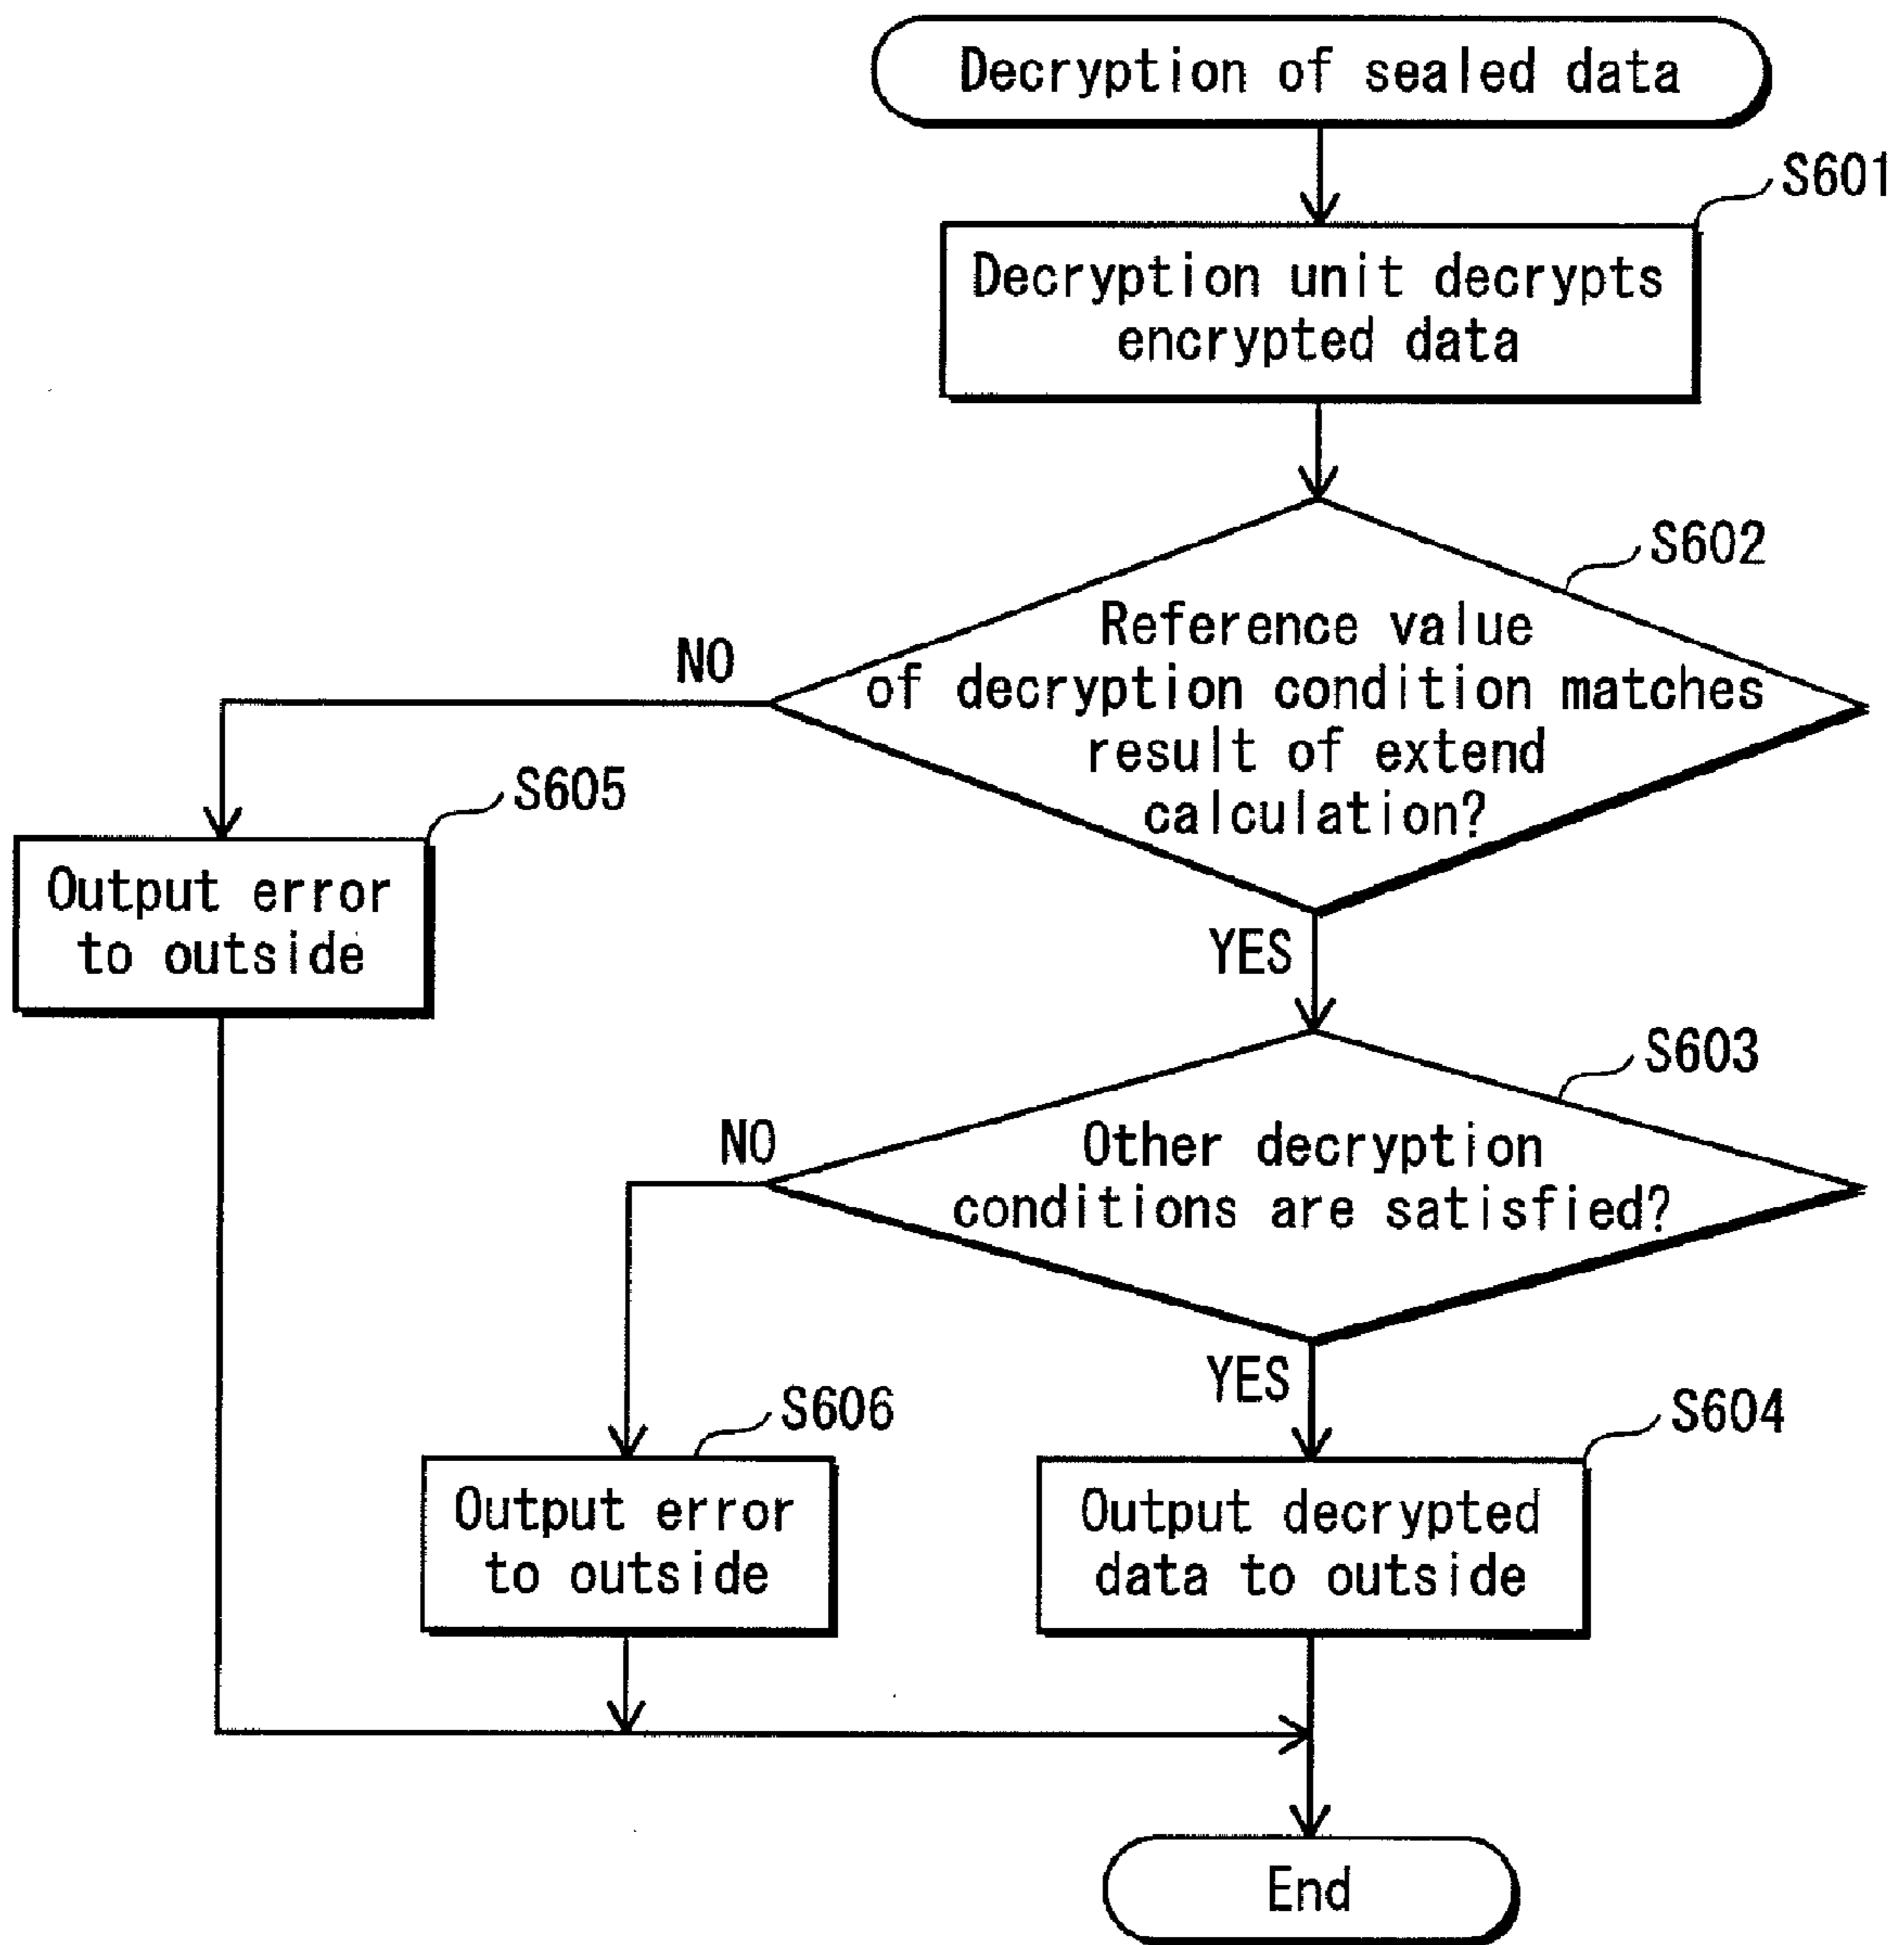 Decryption of sealed data
S601
Decryption unit decrypts
encrypted data
S602
Reference value
of decryption condition matches
result of extend
calculation?
NO
YES
S605
Output error
to outside
S603
Other decryption
conditions are satisfied?
NO
YES
S606
Output error
to outside
S604
Output decrypted
data to outside
End